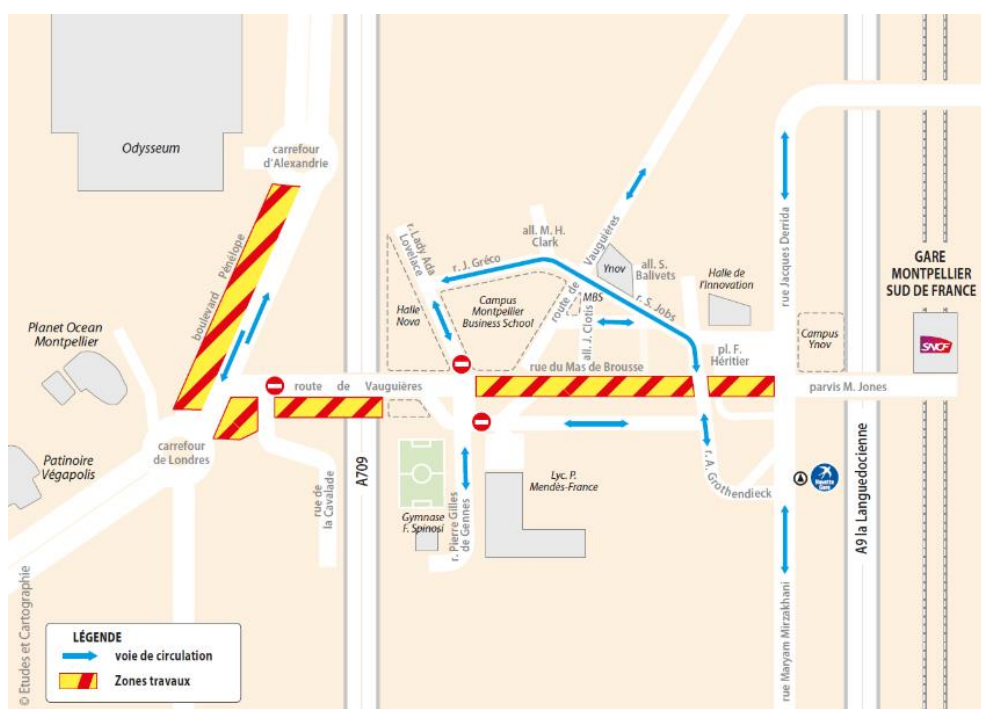 Odysseum
carrefour
d'Alexandrie
boulevard Pénélope
Planet Ocean
Montpellier
Patinoire
Végapolis
carrefour
de Londres
route de Vauguières
rue de
la Cavalade
A709
r. Lady Ada
Lovelace
r. J. Gréco
all. M. H.
Clark
route de Vauguières
Ynov
all. S.
Balivets
MBS
r. S. Jobs
all. J. Clotis
Halle
Nova
Campus
Montpellier
Business School
Halle de
l'innovation
rue Jacques Derrida
GARE
MONTPELLIER
SUD DE FRANCE
SNCF
Campus
Ynov
pl. F.
Héritier
rue du Mas de Brousse
parvis M. Jones
Gymnase
F. Spinosi
r. Pierre Gilles
de Gennes
Lyc. P.
Mendès-France
r. A. Grothendieck
rue Maryam Mirzakhani
A9 la Languedocienne
LÉGENDE
voie de circulation
Zones travaux
© Etudes et Cartographie